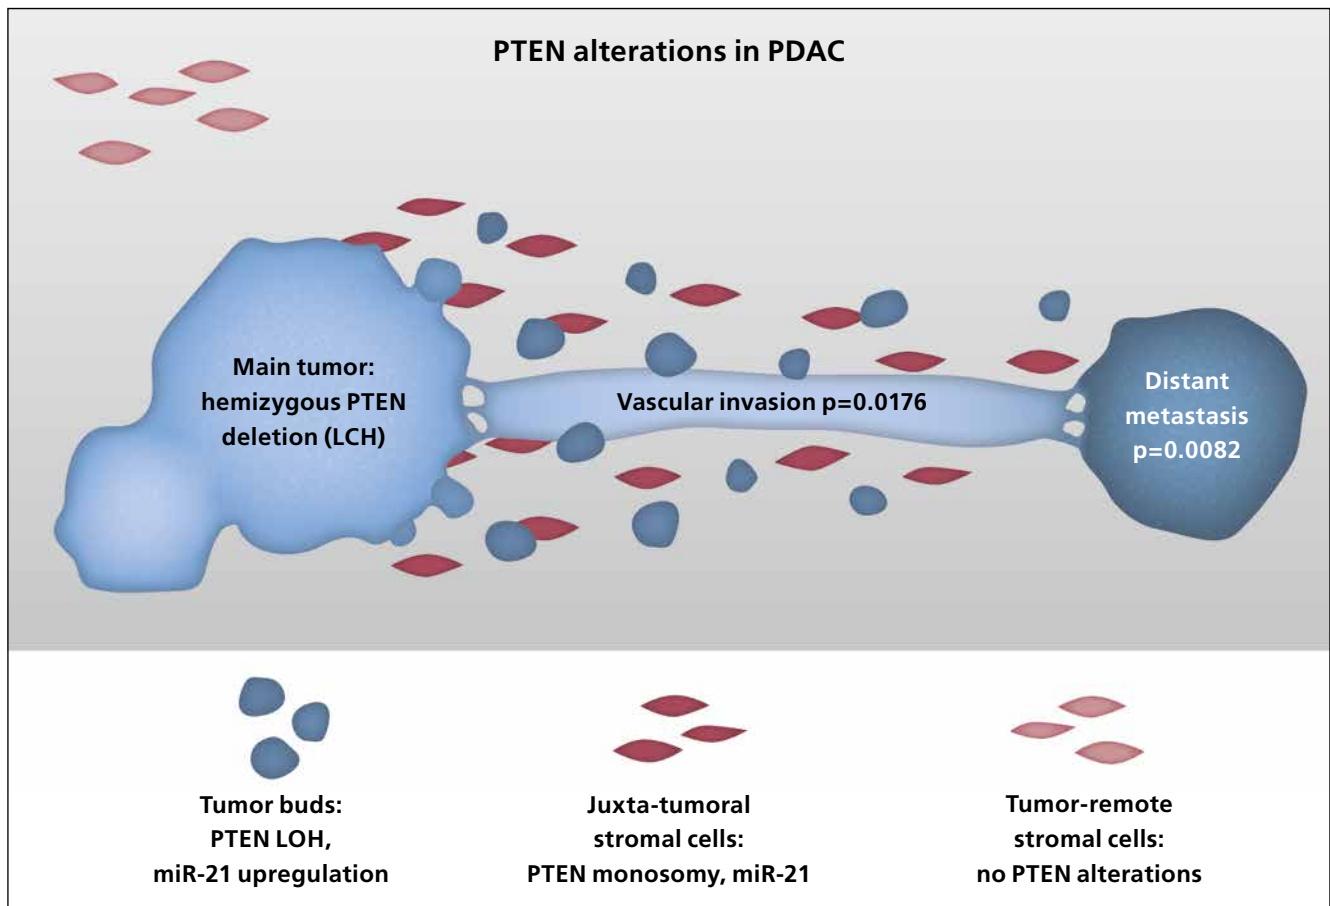 PTEN alterations in PDAC
Main tumor:
hemizygous PTEN
deletion (LCH)
Vascular invasion p=0.0176
Distant
metastasis
p=0.0082
Tumor buds:
PTEN LOH,
miR-21 upregulation
Juxta-tumoral
stromal cells:
PTEN monosomy, miR-21
Tumor-remote
stromal cells:
no PTEN alterations